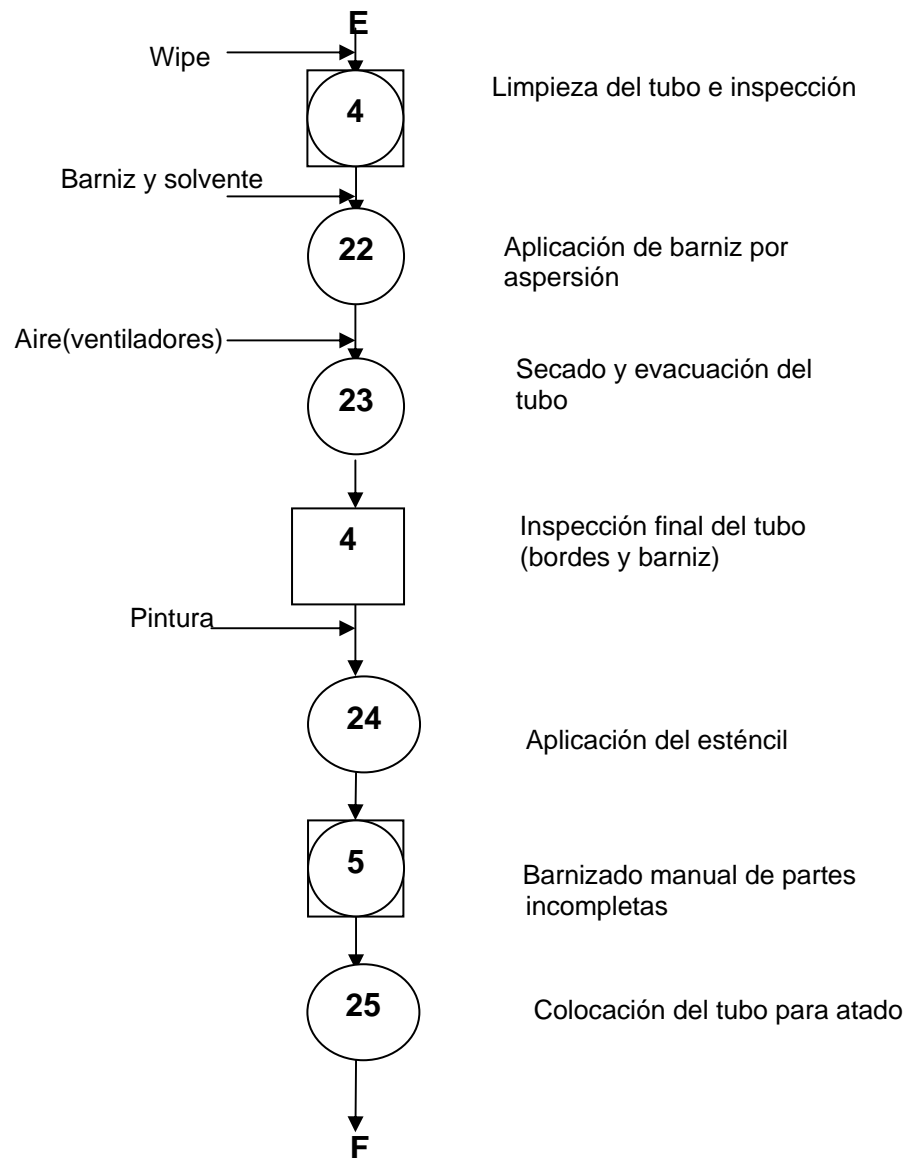 E
Wipe
4
Limpieza del tubo e inspección
Barniz y solvente
22
Aplicación de barniz por
aspersión
Aire(ventiladores)
23
Secado y evacuación del
tubo
4
Inspección final del tubo
(bordes y barniz)
Pintura
24
Aplicación del esténcil
5
Barnizado manual de partes
incompletas
25
Colocación del tubo para atado
F